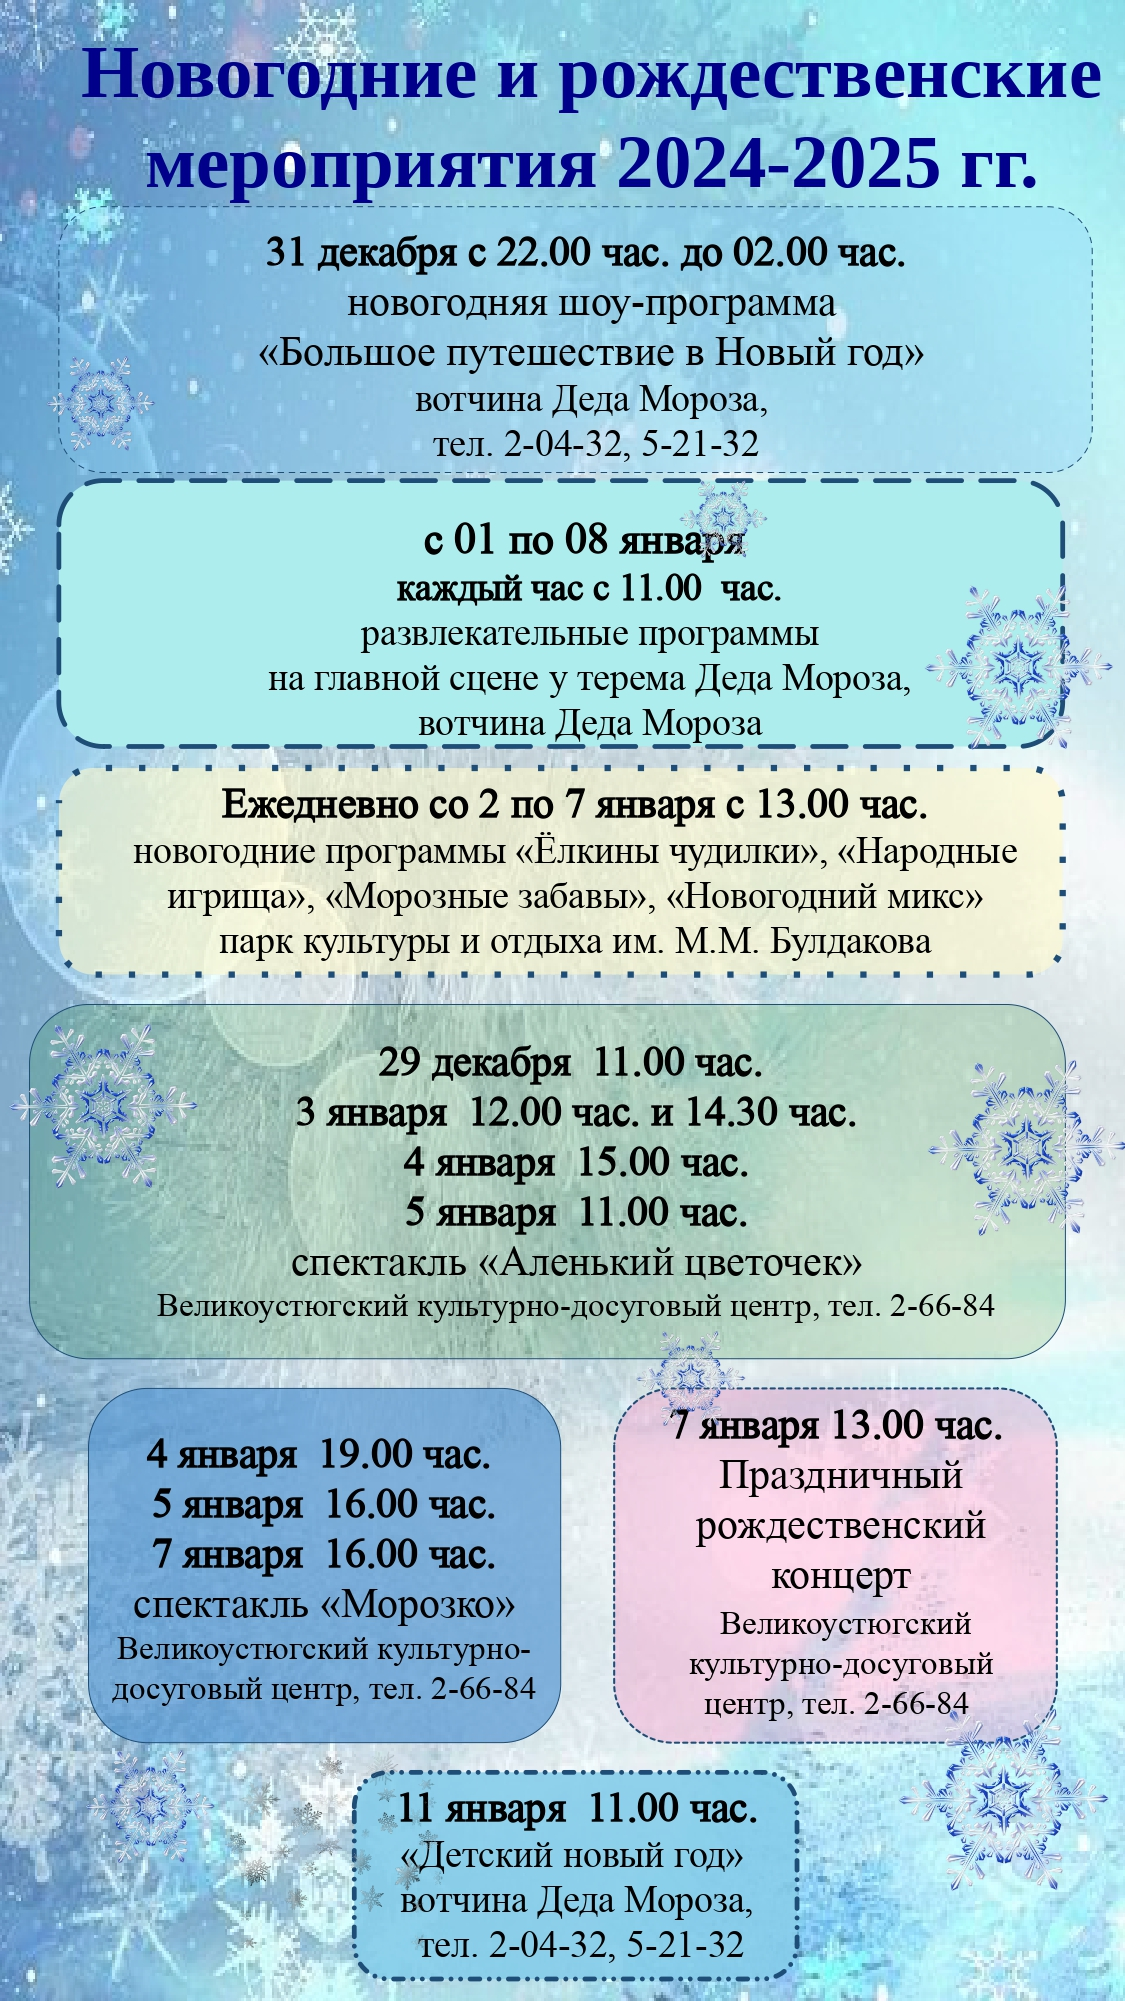 Новогодние и рождественские
мероприятия 2024-2025 гг.
31 декабря с 22.00 час. до 02.00 час.
новогодняя шоу-программа
«Большое путешествие в Новый год»
вотчина Деда Мороза,
тел. 2-04-32, 5-21-32
с 01 по 08 января
каждый час с 11.00 час.
развлекательные программы
на главной сцене у терема Деда Мороза,
вотчина Деда Мороза
Ежедневно со 2 по 7 января с 13.00 час.
новогодние программы «Ёлкины чудилки», «Народные
игрища», «Морозные забавы», «Новогодний микс»
парк культуры и отдыха им. М.М. Булдакова
29 декабря 11.00 час.
3 января 12.00 час. и 14.30 час.
4 января 15.00 час.
5 января 11.00 час.
спектакль «Аленький цветочек»
Великоустюгский культурно-досуговый центр, тел. 2-66-84
4 января 19.00 час.
5 января 16.00 час.
7 января 16.00 час.
спектакль «Морозко»
Великоустюгский культурно-
досуговый центр, тел. 2-66-84
7 января 13.00 час.
Праздничный
рождественский
концерт
Великоустюгский
культурно-досуговый
центр, тел. 2-66-84
11 января 11.00 час.
«Детский новый год»
вотчина Деда Мороза,
тел. 2-04-32, 5-21-32